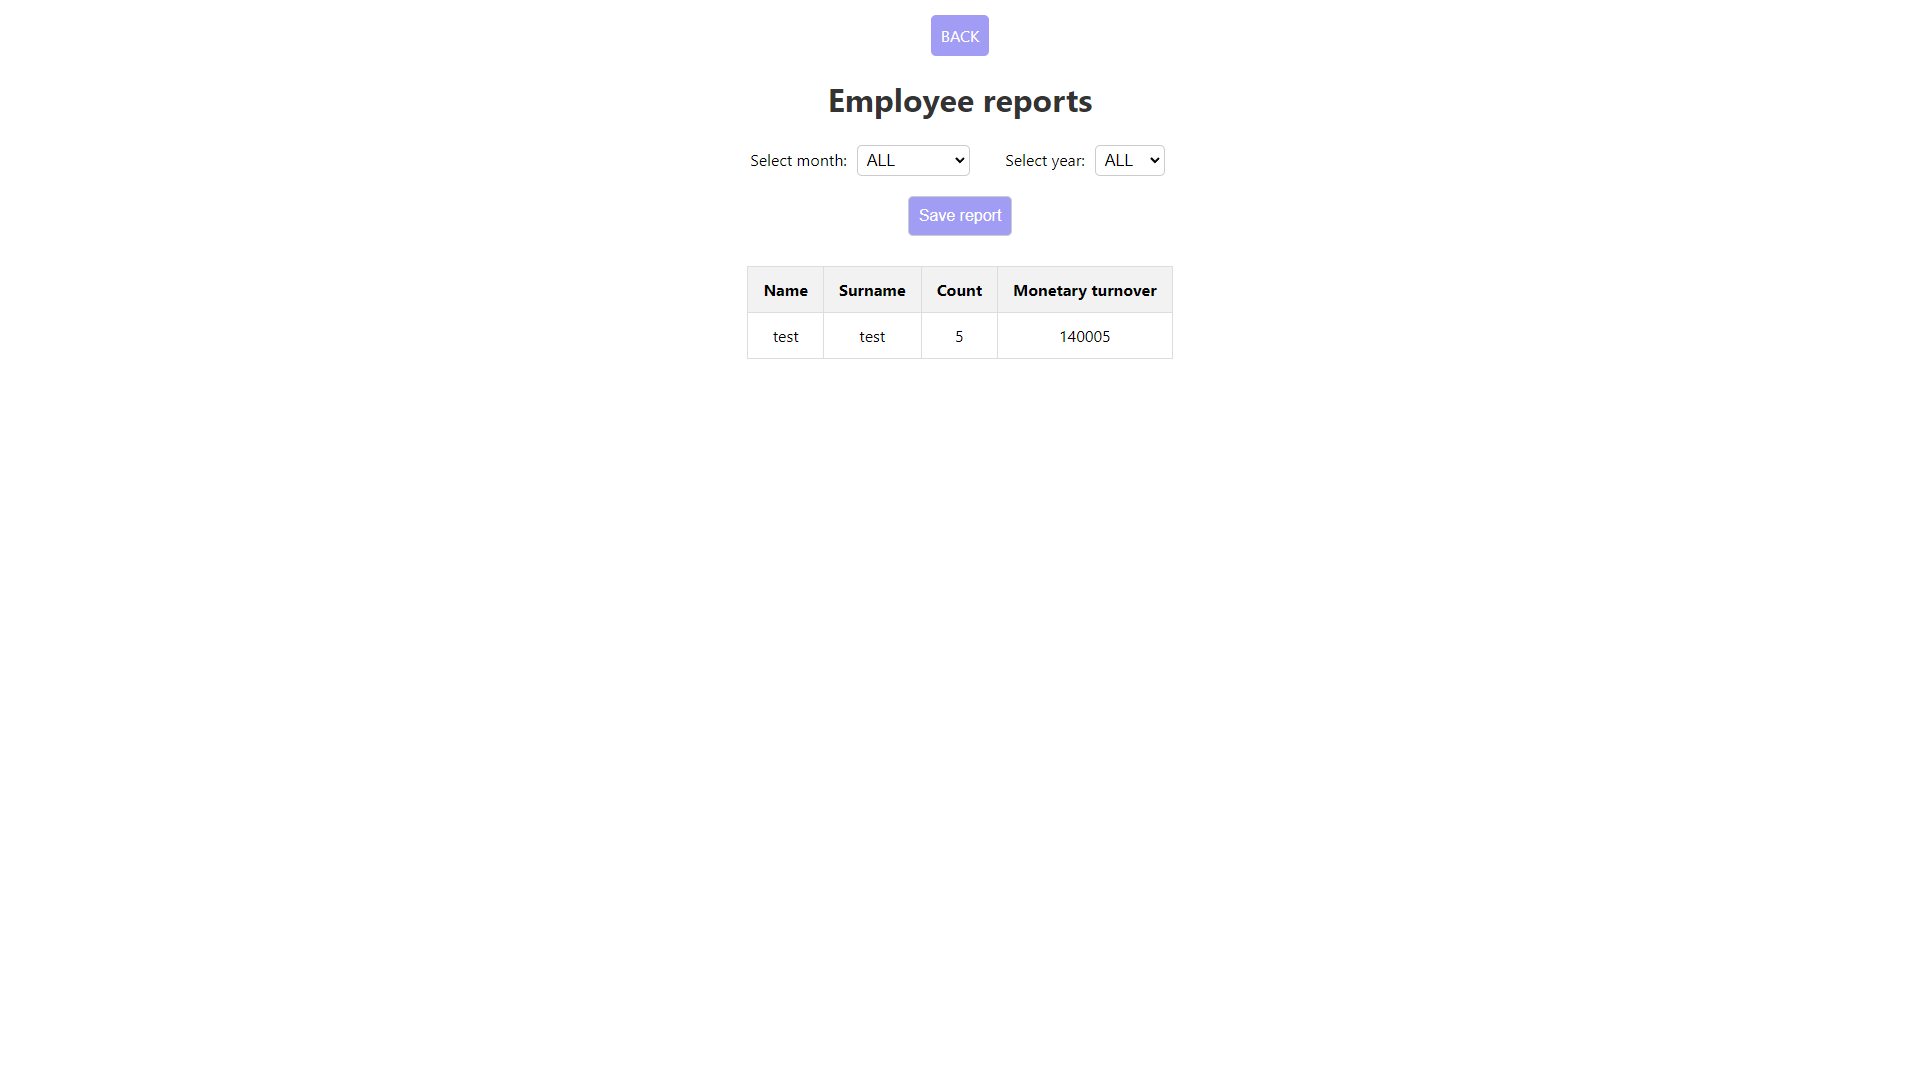 BACK
Employee reports
Select month: ALL Select year: ALL
Save report
Name Surname Count Monetary turnover
test test 5 140005